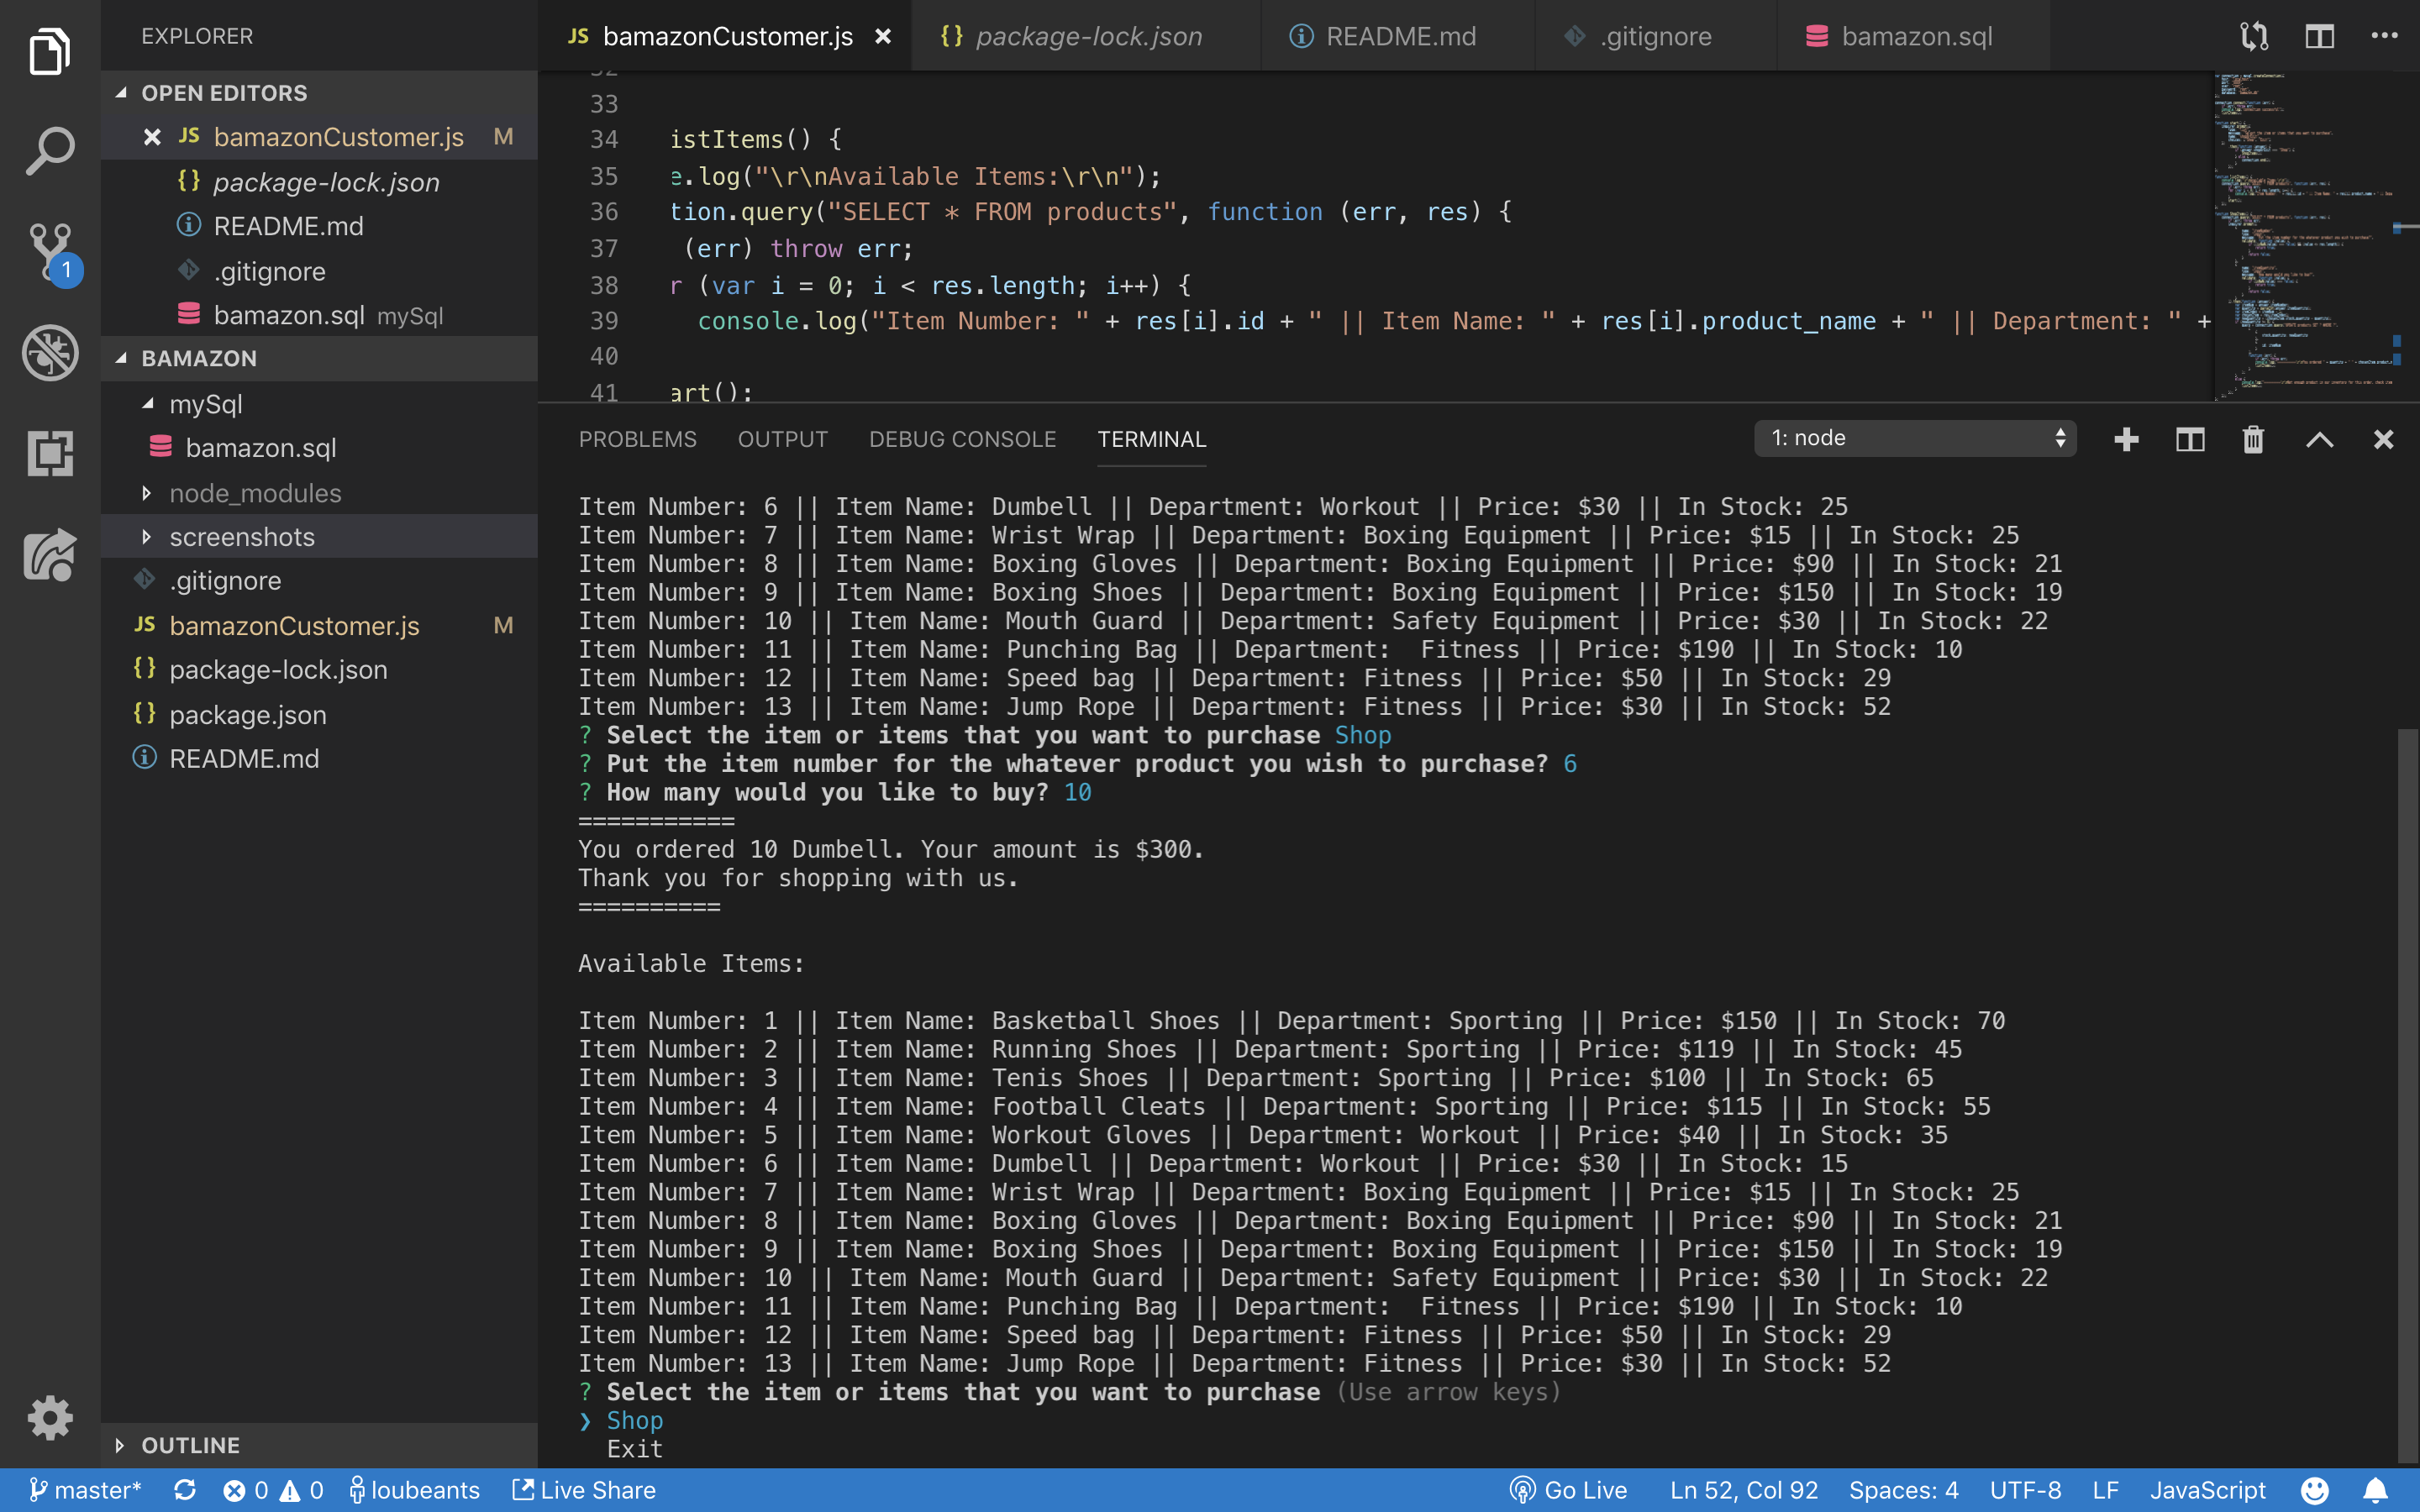 EXPLORER
OPEN EDITORS
JS bamazonCustomer.js M
{} package-lock.json
README.md
.gitignore
bamazon.sql mySql
BAMAZON
mySql
bamazon.sql
node_modules
screenshots
.gitignore
JS bamazonCustomer.js M
{} package-lock.json
{} package.json
README.md
OUTLINE
1
JS bamazonCustomer.js
{} package-lock.json
README.md
.gitignore
bamazon.sql
32
33
34 istItems() {
35 e.log("\r\nAvailable Items:\r\n");
36 tion.query("SELECT * FROM products", function (err, res) {
37 (err) throw err;
38 r (var i = 0; i < res.length; i++) {
39 console.log("Item Number: " + res[i].id + " || Item Name: " + res[i].product_name + " || Department: " +
40
41 art();
PROBLEMS OUTPUT DEBUG CONSOLE TERMINAL
1: node
Item Number: 6 || Item Name: Dumbell || Department: Workout || Price: $30 || In Stock: 25
Item Number: 7 || Item Name: Wrist Wrap || Department: Boxing Equipment || Price: $15 || In Stock: 25
Item Number: 8 || Item Name: Boxing Gloves || Department: Boxing Equipment || Price: $90 || In Stock: 21
Item Number: 9 || Item Name: Boxing Shoes || Department: Boxing Equipment || Price: $150 || In Stock: 19
Item Number: 10 || Item Name: Mouth Guard || Department: Safety Equipment || Price: $30 || In Stock: 22
Item Number: 11 || Item Name: Punching Bag || Department:  Fitness || Price: $190 || In Stock: 10
Item Number: 12 || Item Name: Speed bag || Department: Fitness || Price: $50 || In Stock: 29
Item Number: 13 || Item Name: Jump Rope || Department: Fitness || Price: $30 || In Stock: 52
? Select the item or items that you want to purchase Shop
? Put the item number for the whatever product you wish to purchase? 6
? How many would you like to buy? 10
===========
You ordered 10 Dumbell. Your amount is $300.
Thank you for shopping with us.
==========
Available Items:
Item Number: 1 || Item Name: Basketball Shoes || Department: Sporting || Price: $150 || In Stock: 70
Item Number: 2 || Item Name: Running Shoes || Department: Sporting || Price: $119 || In Stock: 45
Item Number: 3 || Item Name: Tenis Shoes || Department: Sporting || Price: $100 || In Stock: 65
Item Number: 4 || Item Name: Football Cleats || Department: Sporting || Price: $115 || In Stock: 55
Item Number: 5 || Item Name: Workout Gloves || Department: Workout || Price: $40 || In Stock: 35
Item Number: 6 || Item Name: Dumbell || Department: Workout || Price: $30 || In Stock: 15
Item Number: 7 || Item Name: Wrist Wrap || Department: Boxing Equipment || Price: $15 || In Stock: 25
Item Number: 8 || Item Name: Boxing Gloves || Department: Boxing Equipment || Price: $90 || In Stock: 21
Item Number: 9 || Item Name: Boxing Shoes || Department: Boxing Equipment || Price: $150 || In Stock: 19
Item Number: 10 || Item Name: Mouth Guard || Department: Safety Equipment || Price: $30 || In Stock: 22
Item Number: 11 || Item Name: Punching Bag || Department:  Fitness || Price: $190 || In Stock: 10
Item Number: 12 || Item Name: Speed bag || Department: Fitness || Price: $50 || In Stock: 29
Item Number: 13 || Item Name: Jump Rope || Department: Fitness || Price: $30 || In Stock: 52
? Select the item or items that you want to purchase (Use arrow keys)
❯ Shop
Exit
master* 0 0 loubeants Live Share Go Live Ln 52, Col 92 Spaces: 4 UTF-8 LF JavaScript